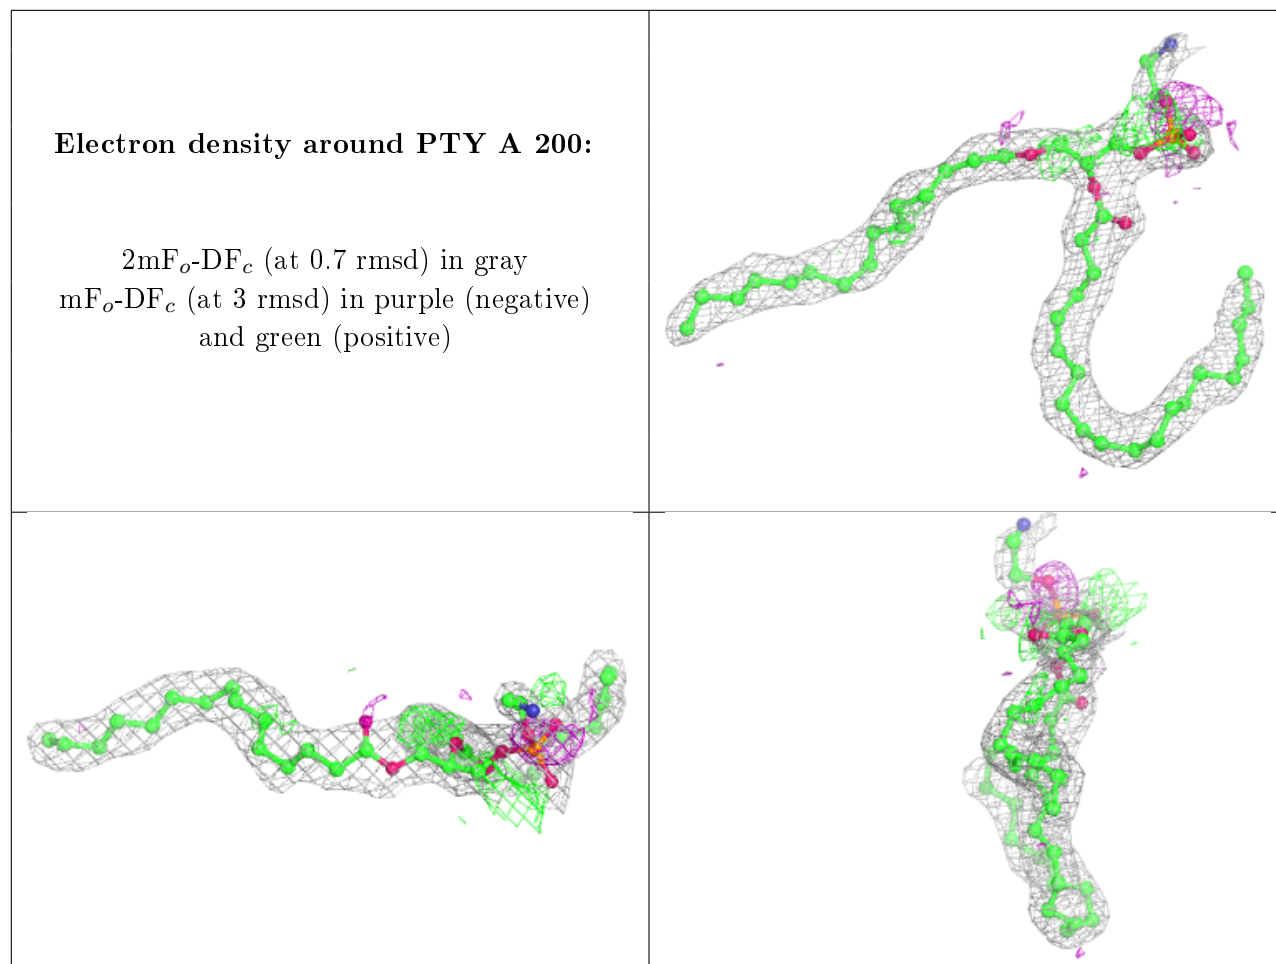 Electron density around PTY A 200:
2mFₒ-DF𝒸 (at 0.7 rmsd) in gray
mFₒ-DF𝒸 (at 3 rmsd) in purple (negative)
and green (positive)